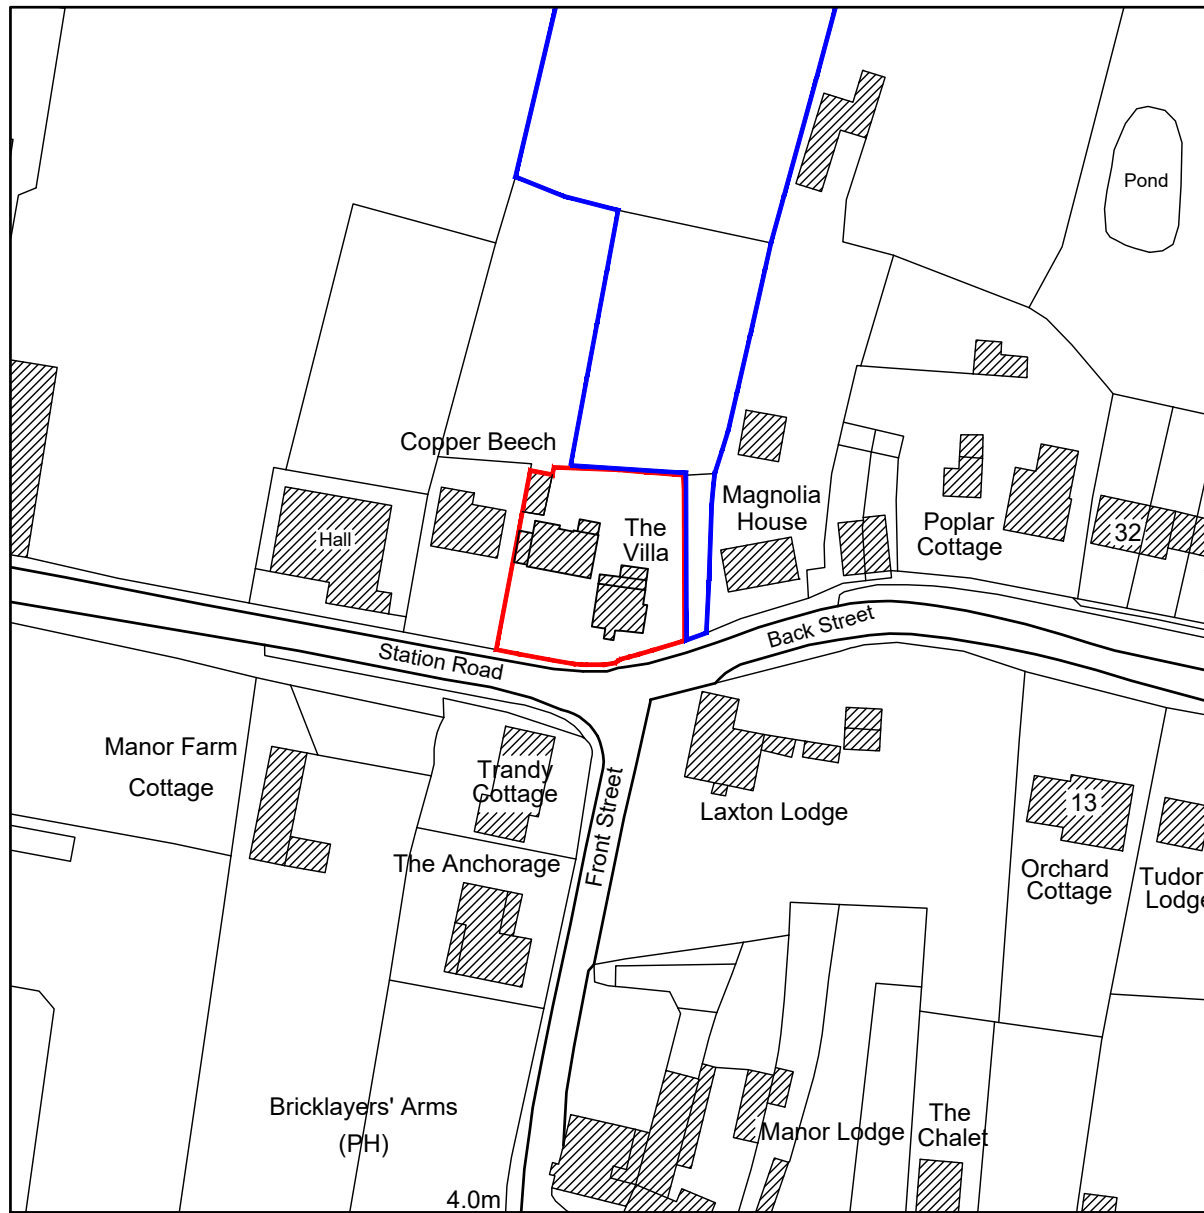 Pond
Copper Beech
Magnolia
House
The
Villa
Hall
Poplar
Cottage
32
Back Street
Station Road
Manor Farm
Cottage
Trandy
Cottage
Front Street
Laxton Lodge
13
The Anchorage
Orchard
Cottage
Tudor
Lodge
Bricklayers' Arms
(PH)
Manor Lodge
The
Chalet
4.0m